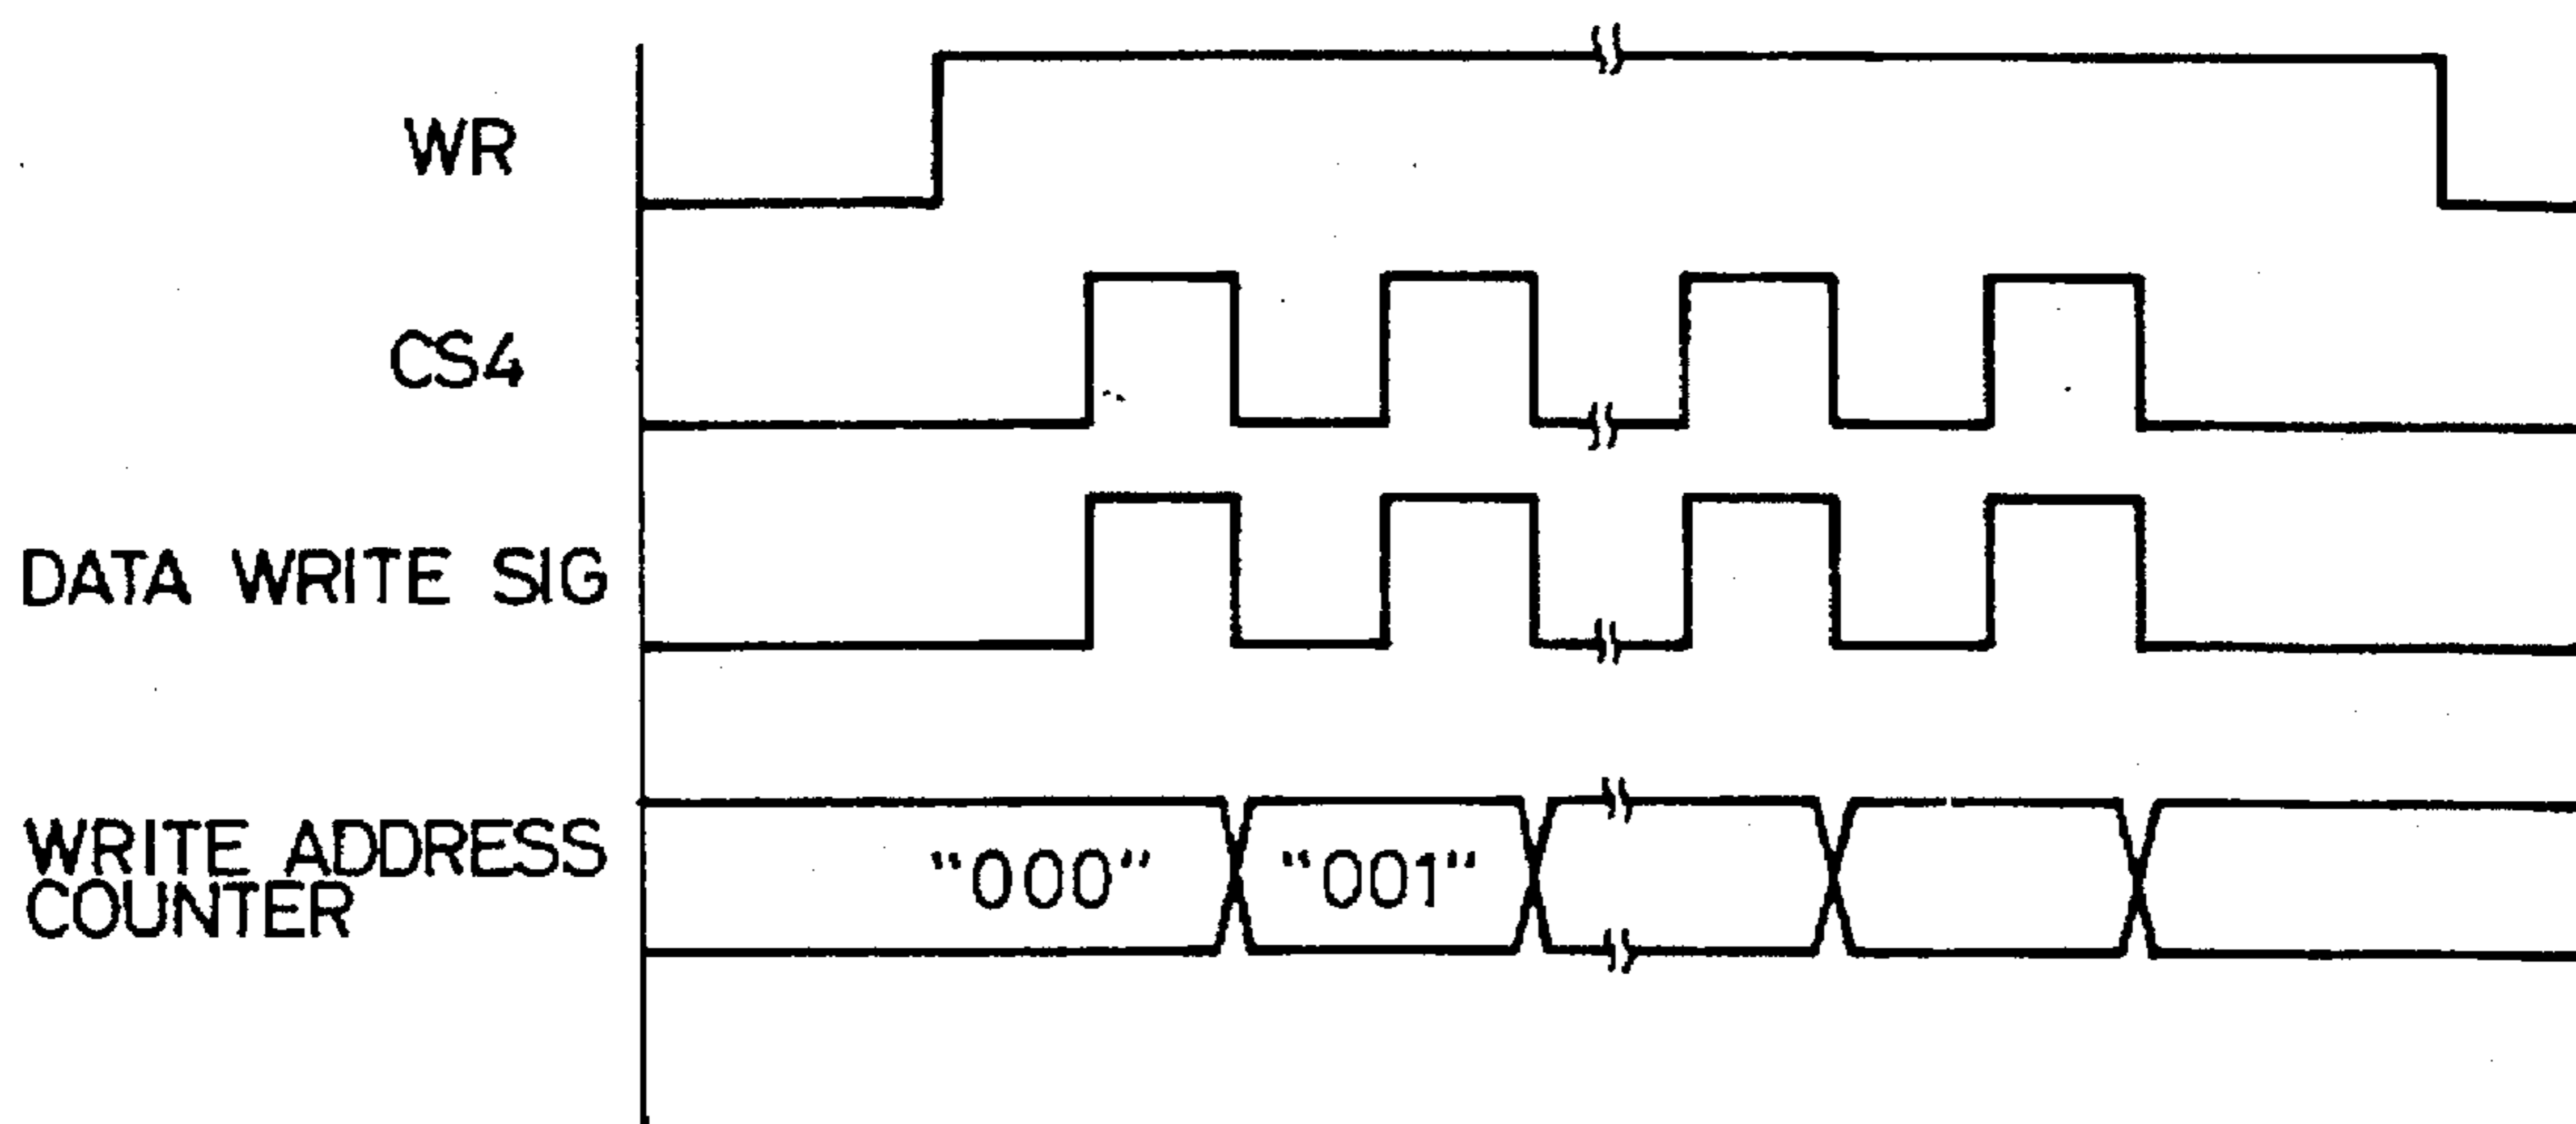 WR
CS4
DATA WRITE SIG
WRITE ADDRESS
COUNTER
"000" "001"